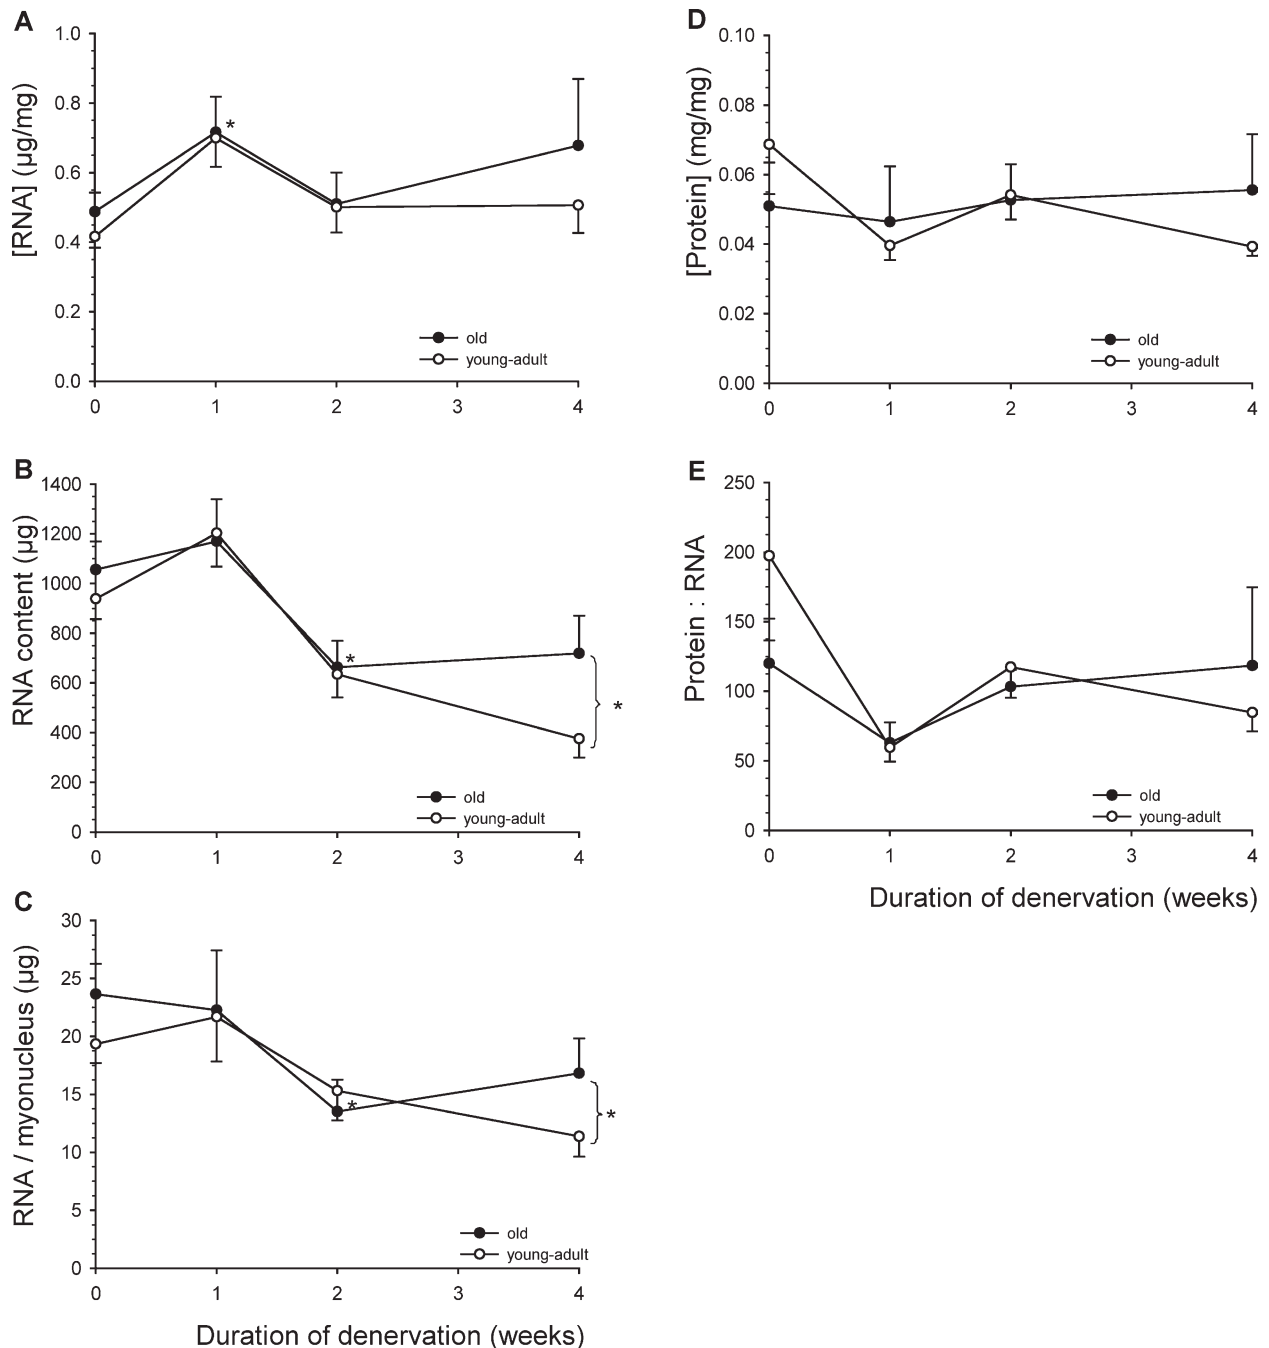 A
[RNA] (µg/mg)
1.0
0.8
0.6
0.4
0.2
0.0
*
old
young-adult
0 1 2 3 4
B
RNA content (µg)
1400
1200
1000
800
600
400
200
0
*
*
old
young-adult
0 1 2 3 4
C
RNA / myonucleus (µg)
30
25
20
15
10
5
0
*
*
old
young-adult
0 1 2 3 4
Duration of denervation (weeks)
D
[Protein] (mg/mg)
0.10
0.08
0.06
0.04
0.02
0.00
old
young-adult
0 1 2 3 4
E
Protein : RNA
250
200
150
100
50
0
old
young-adult
0 1 2 3 4
Duration of denervation (weeks)